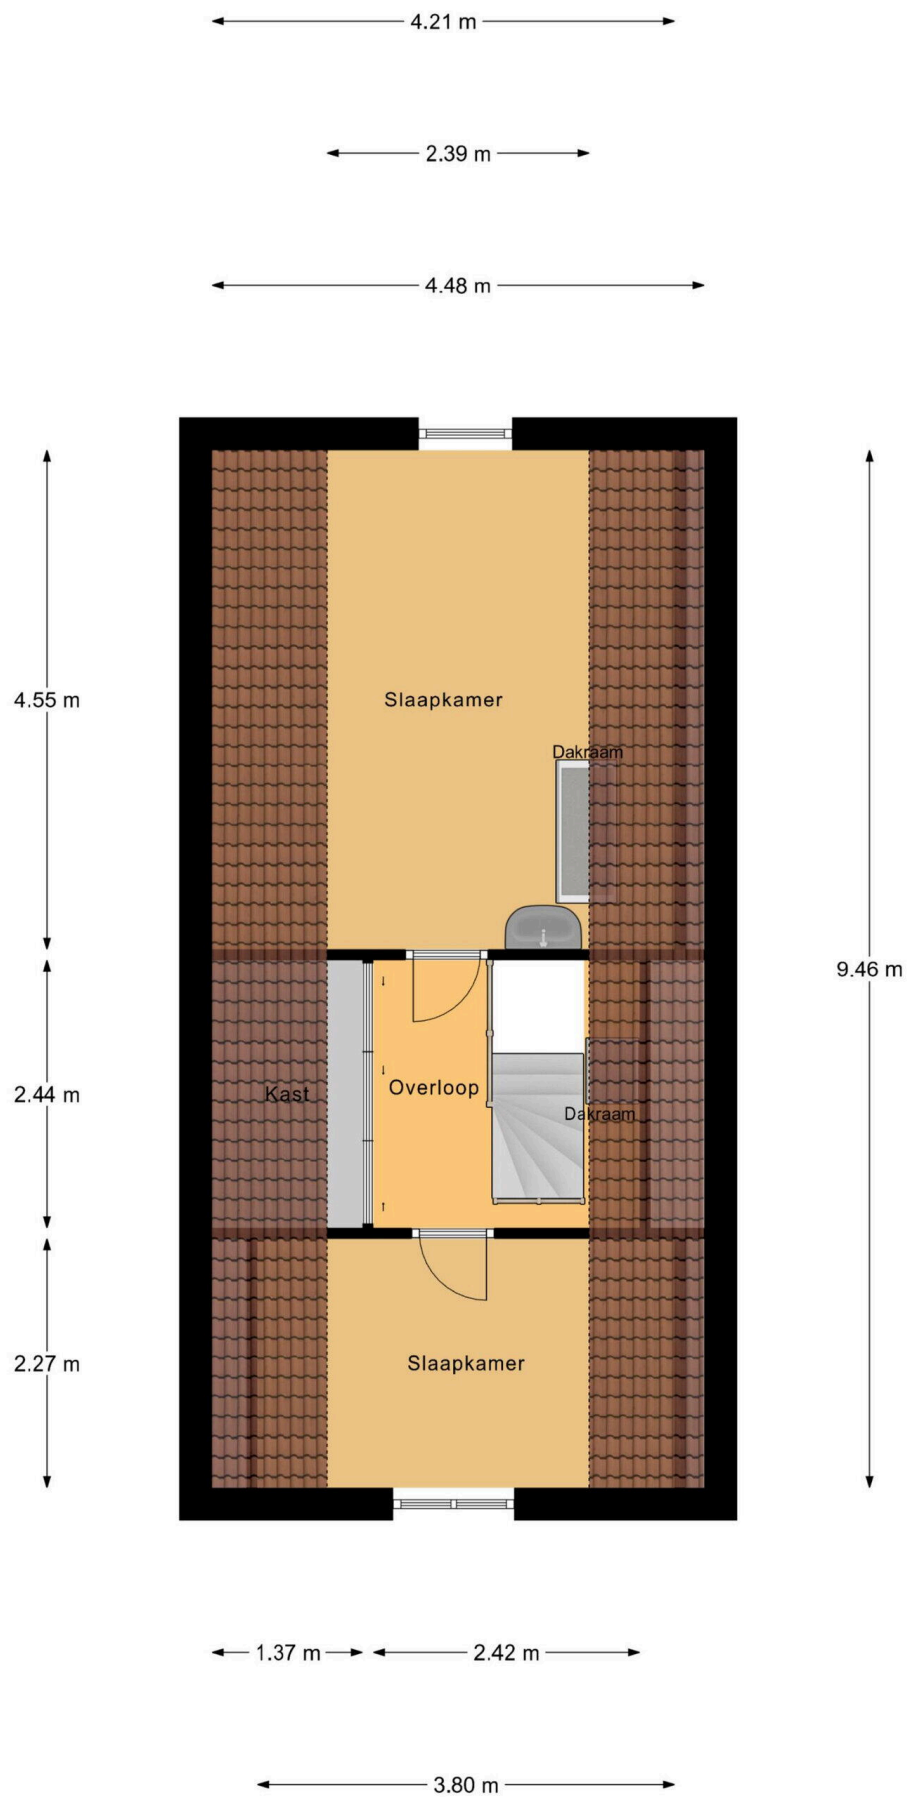 4.21 m
2.39 m
4.48 m
Slaapkamer
4.55 m
Dakraam
9.46 m
Kast
Overloop
2.44 m
Dakraam
Slaapkamer
2.27 m
1.37 m
2.42 m
3.80 m